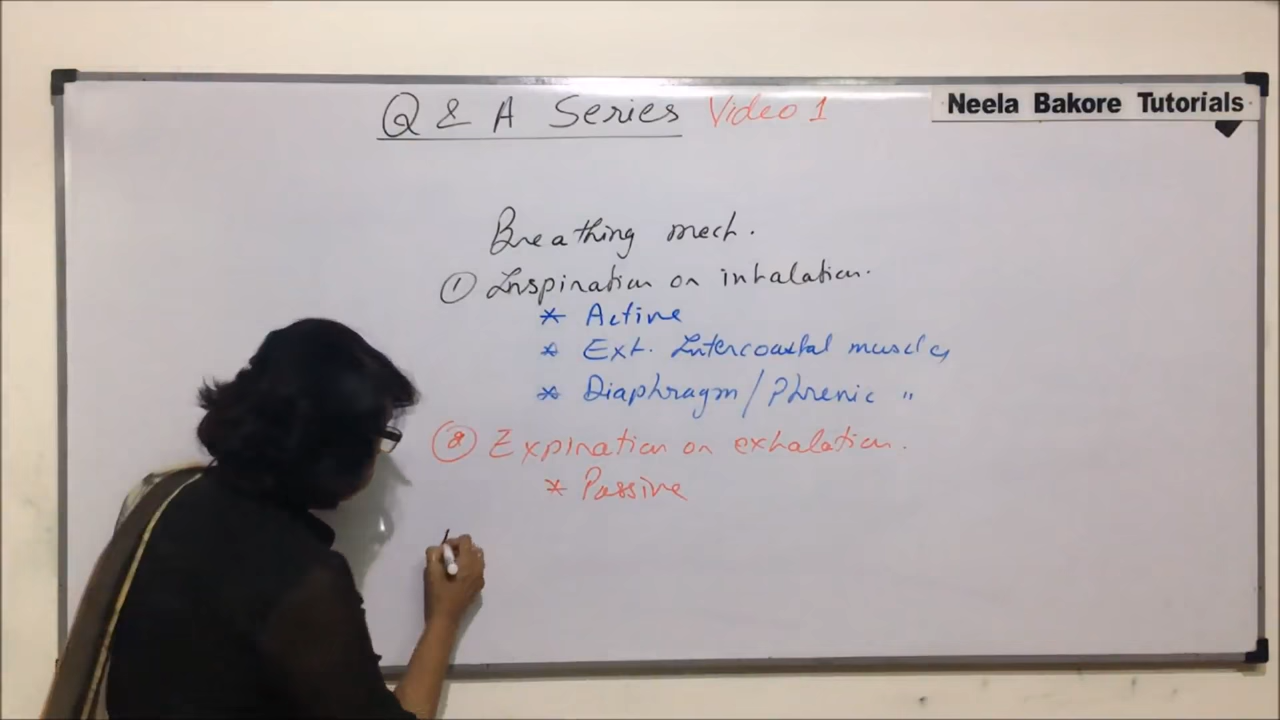 Q & A Series Video 1
Neela Bakore Tutorials
Breathing mech.
① Inspiration or inhalation.
* Active
* Ext. Intercoastal muscles
* Diaphragm / Phrenic "
② Expiration or exhalation.
* Passive